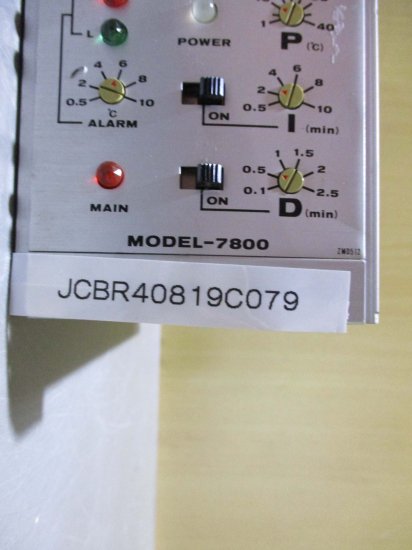 1 40
P (℃)
L
POWER
4 6
2 8
0.5 10
℃
ALARM
ON
4 6
2 8
0.5 10
I (min)
MAIN
ON
1 1.5
0.5 2
0.1 2.5
D (min)
MODEL-7800
JCBR40819C079